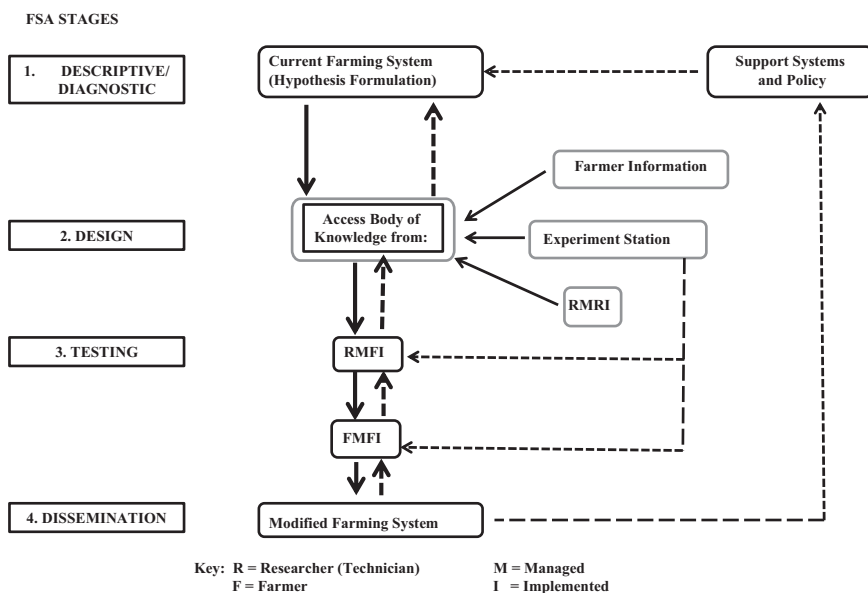 FSA STAGES
1. DESCRIPTIVE/
DIAGNOSTIC
Current Farming System
(Hypothesis Formulation)
Support Systems
and Policy
Farmer Information
2. DESIGN
Access Body of
Knowledge from:
Experiment Station
RMRI
3. TESTING
RMFI
FMFI
4. DISSEMINATION
Modified Farming System
Key: R = Researcher (Technician) M = Managed
F = Farmer I = Implemented